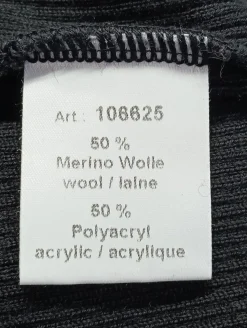 Art.: 106625
50 %
Merino Wolle
wool / laine
50 %
Polyacryl
acrylic / acrylique